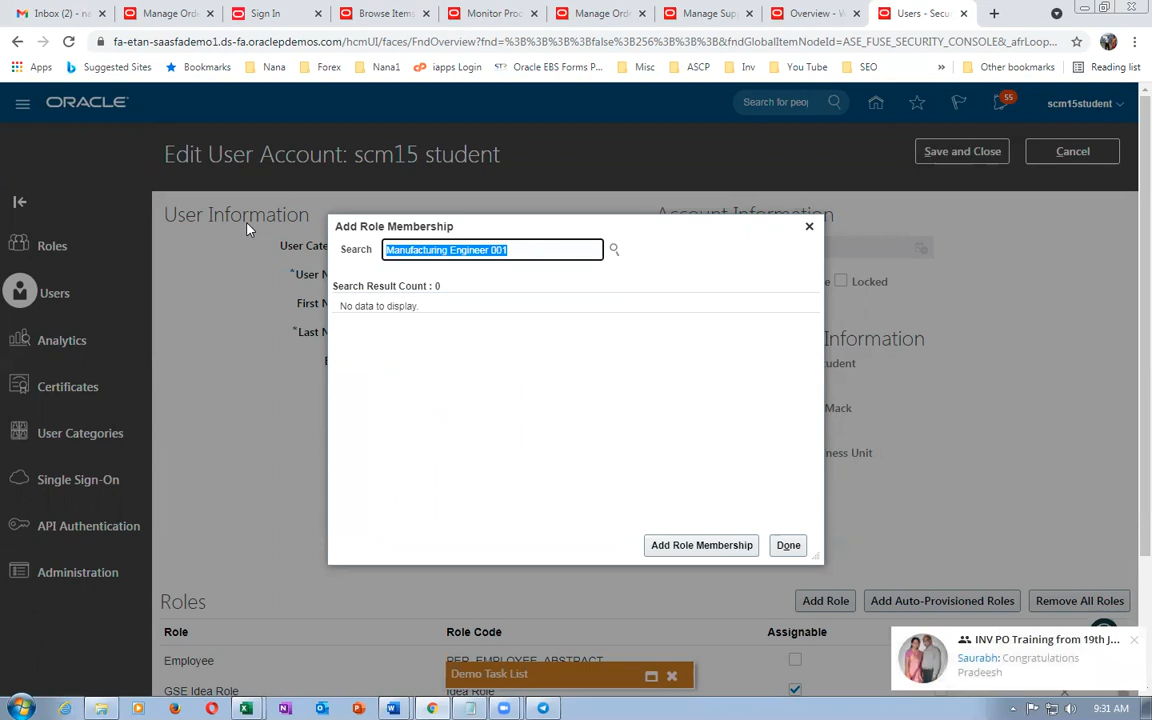 Inbox (2) - na
Manage Ord
Sign In
Browse Items
Monitor Proc
Manage Ord
Manage Sup
Overview - W
Users - Secu
fa-etan-saasfademo1.ds-fa.oraclepdemos.com/hcmUI/faces/FndOverview?fnd=%3B%3B%3B%3Bfalse%3B256%3B%3B%3B&fndGlobalItemNodeId=ASE_FUSE_SECURITY_CONSOLE&_afrLoop...
Apps
Suggested Sites
Bookmarks
Nana
Forex
Nana1
iapps Login
Oracle EBS Forms P...
Misc
ASCP
Inv
You Tube
SEO
»
Other bookmarks
Reading list
ORACLE
Search for peop
55
scm15student
Edit User Account: scm15 student
Save and Close
Cancel
User Information
Account Information
User Cate
*User N
First N
*Last N
E
Locked
Information
tudent
Mack
ness Unit
Roles
Users
Analytics
Certificates
User Categories
Single Sign-On
API Authentication
Administration
Add Role Membership
Search Manufacturing Engineer 001
Search Result Count : 0
No data to display.
Add Role Membership
Done
Roles
Add Role
Add Auto-Provisioned Roles
Remove All Roles
Role
Role Code
Assignable
Employee
PER_EMPLOYEE_ABSTRACT
GSE Idea Role
Idea Role
Demo Task List
INV PO Training from 19th J...
Saurabh: Congratulations
Pradeesh
9:31 AM